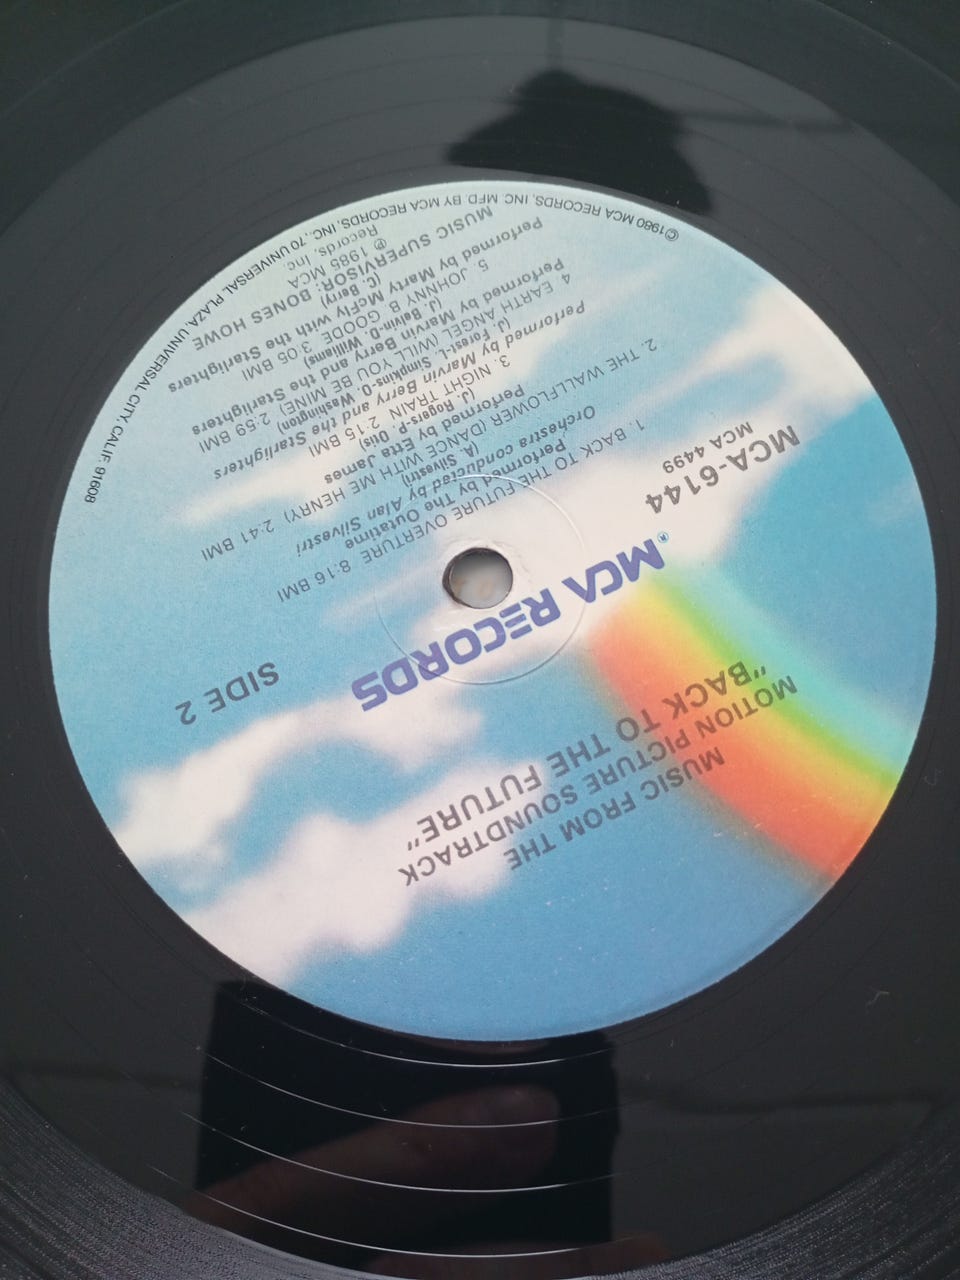 MUSIC FROM THE
MOTION PICTURE SOUNDTRACK
"BACK TO THE FUTURE"
MCA RECORDS®
MCA-6144
MCA 4499
SIDE 2
1. BACK TO THE FUTURE OVERTURE 8:16 BMI
(A. Silvestri)
Performed by The Outatime
Orchestra conducted by Alan Silvestri
2. THE WALLFLOWER (DANCE WITH ME HENRY) 2:41 BMI
(J. Rogers-P. Otis)
Performed by Etta James
3. NIGHT TRAIN 2:15 BMI
(J. Forest-L. Simpkins-O. Washington)
Performed by Marvin Berry and the Starlighters
4. EARTH ANGEL (WILL YOU BE MINE) 2:59 BMI
(J. Belvin-D. Williams)
Performed by Marvin Berry and the Starlighters
5. JOHNNY B. GOODE 3:05 BMI
(C. Berry)
Performed by Marty McFly with the Starlighters
MUSIC SUPERVISOR: BONES HOWE
℗ 1985 MCA
Records, Inc.
©1980 MCA RECORDS, INC. MFD. BY MCA RECORDS, INC., 70 UNIVERSAL PLAZA, UNIVERSAL CITY, CALIF. 91608